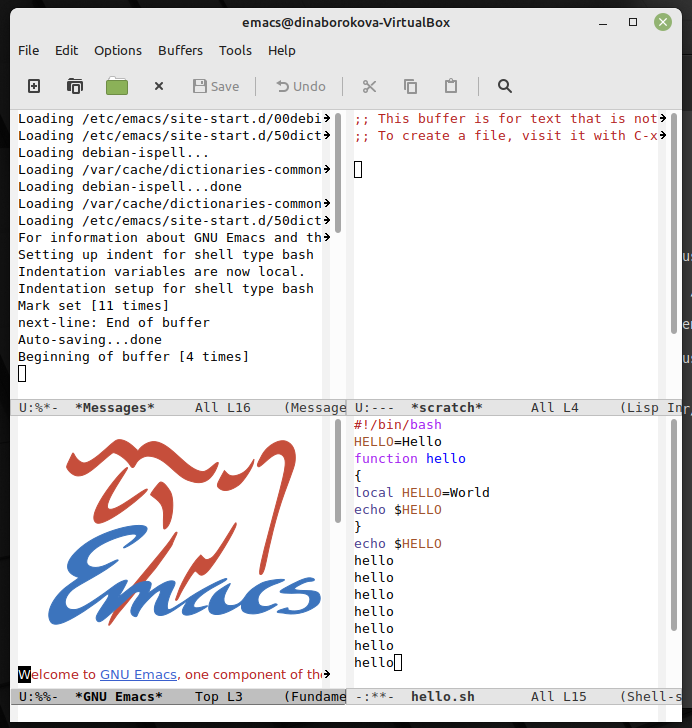 emacs@dinaborokova-VirtualBox
File Edit Options Buffers Tools Help
Save Undo
Loading /etc/emacs/site-start.d/00debi
Loading /etc/emacs/site-start.d/50dict
Loading debian-ispell...
Loading /var/cache/dictionaries-common
Loading debian-ispell...done
Loading /var/cache/dictionaries-common
Loading /etc/emacs/site-start.d/50dict
For information about GNU Emacs and th
Setting up indent for shell type bash
Indentation variables are now local.
Indentation setup for shell type bash
Mark set [11 times]
next-line: End of buffer
Auto-saving...done
Beginning of buffer [4 times]
U:%*- *Messages* All L16 (Message
;; This buffer is for text that is not
;; To create a file, visit it with C-x
U:--- *scratch* All L4 (Lisp In
Emacs
Welcome to GNU Emacs, one component of the
U:%%- *GNU Emacs* Top L3 (Fundame
#!/bin/bash
HELLO=Hello
function hello
{
local HELLO=World
echo $HELLO
}
echo $HELLO
hello
hello
hello
hello
hello
hello
hello
-:**- hello.sh All L15 (Shell-s